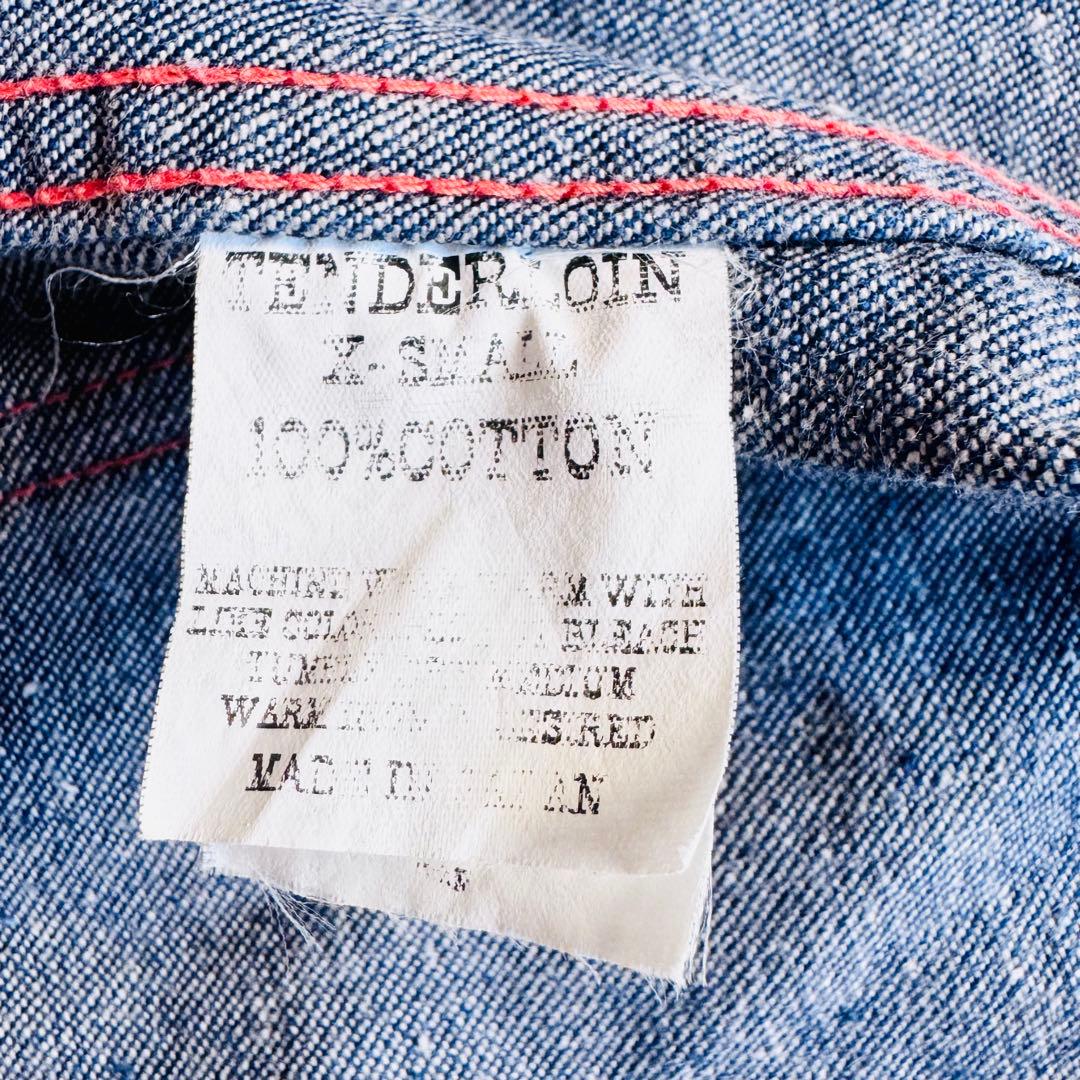 TENDERLOIN
X-SMALL
100%COTTON
MACHINE WASH WARM WITH
LIKE COLORS BLEACH
TUMBLE DRY MEDIUM
WARM IRON DESIRED
MADE IN JAPAN